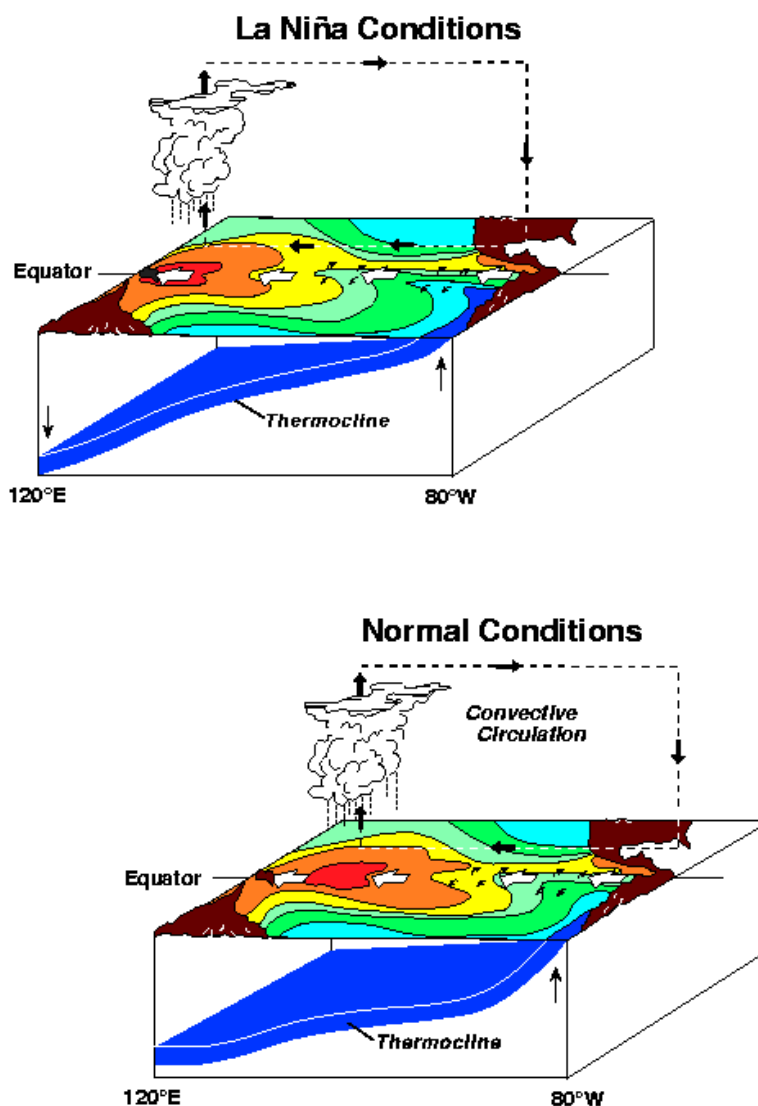 La Niña Conditions
Equator
Thermocline
120°E
80°W
Normal Conditions
Convective
Circulation
Equator
Thermocline
120°E
80°W